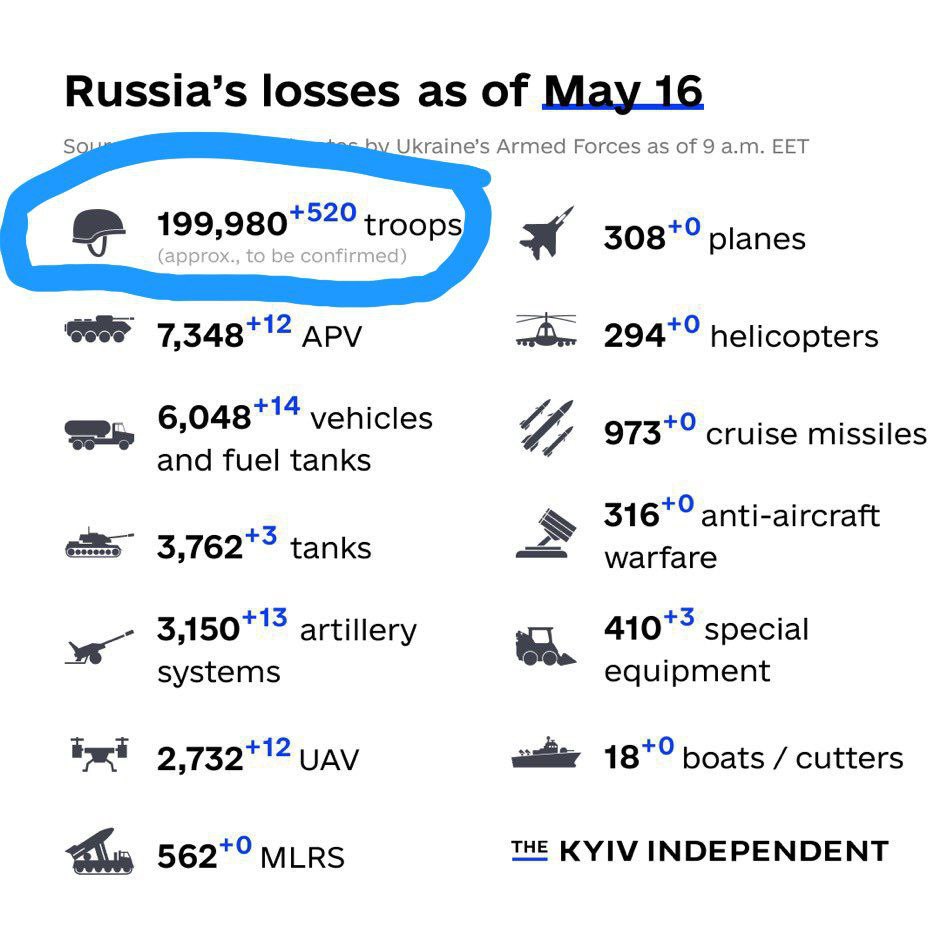 Russia's losses as of May 16
by Ukraine's Armed Forces as of 9 a.m. EET
199,980+520 troops
(approx., to be confirmed)
7,348+12 APV
6,048+14 vehicles
and fuel tanks
3,762+3 tanks
3,150+13 artillery
systems
2,732+12 UAV
562+0 MLRS
308+0 planes
294+0 helicopters
973+0 cruise missiles
316+0 anti-aircraft
warfare
410+3 special
equipment
18+0 boats / cutters
THE KYIV INDEPENDENT